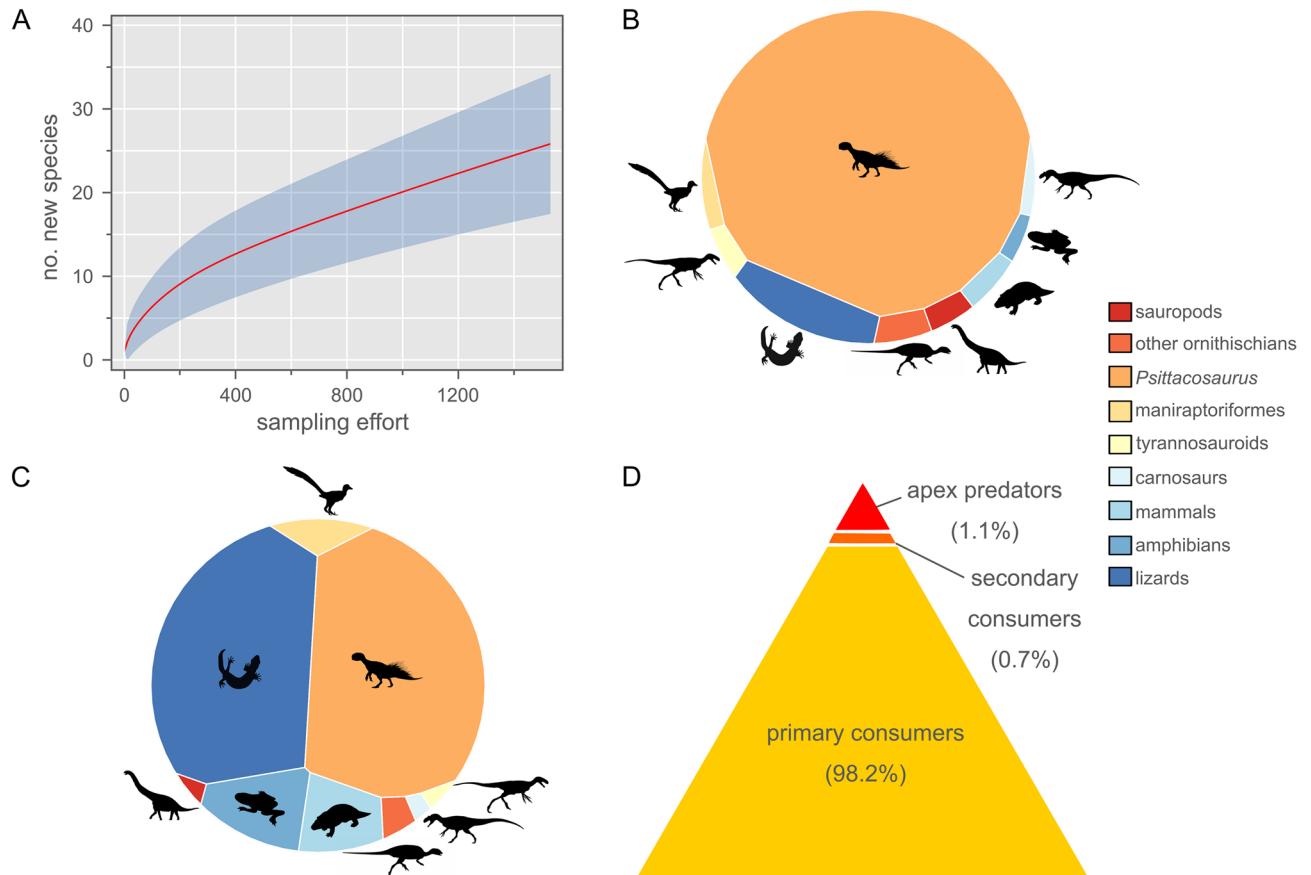 A
40
30
20
10
0
no. new species
0 400 800 1200
sampling effort
B
sauropods
other ornithischians
Psittacosaurus
maniraptoriformes
tyrannosauroids
carnosaurs
mammals
amphibians
lizards
C
D
apex predators
(1.1%)
secondary
consumers
(0.7%)
primary consumers
(98.2%)